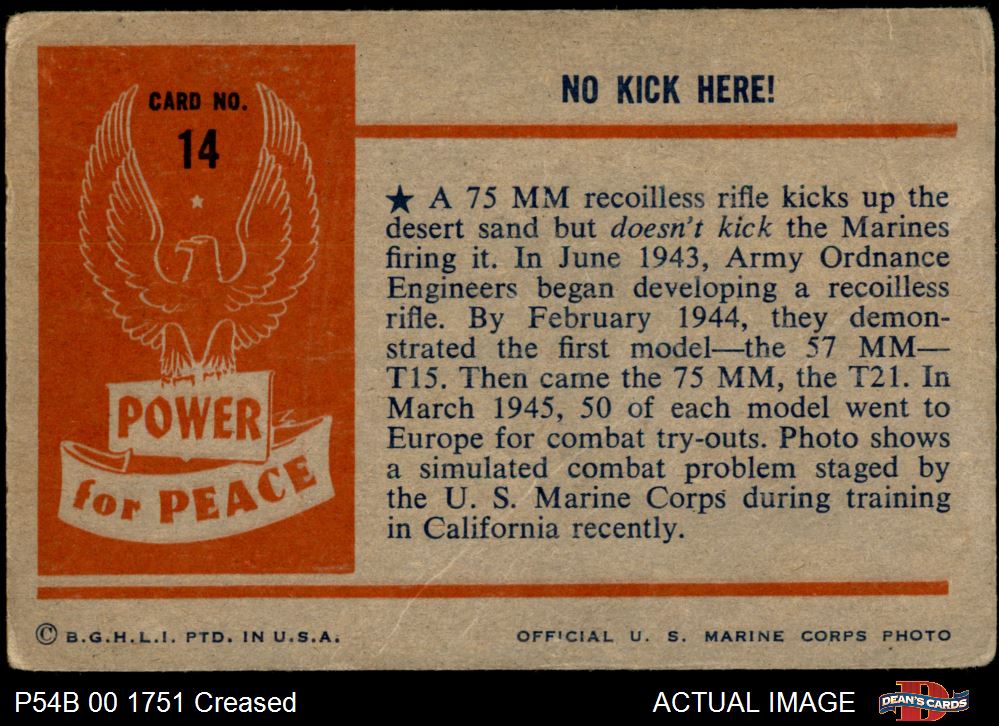 CARD NO.
14
POWER
for PEACE
NO KICK HERE!
★ A 75 MM recoilless rifle kicks up the
desert sand but doesn't kick the Marines
firing it. In June 1943, Army Ordnance
Engineers began developing a recoilless
rifle. By February 1944, they demon-
strated the first model—the 57 MM—
T15. Then came the 75 MM, the T21. In
March 1945, 50 of each model went to
Europe for combat try-outs. Photo shows
a simulated combat problem staged by
the U. S. Marine Corps during training
in California recently.
© B.G.H.L.I. PTD. IN U.S.A.
OFFICIAL U. S. MARINE CORPS PHOTO
P54B 00 1751 Creased
ACTUAL IMAGE
DEAN'S CARDS